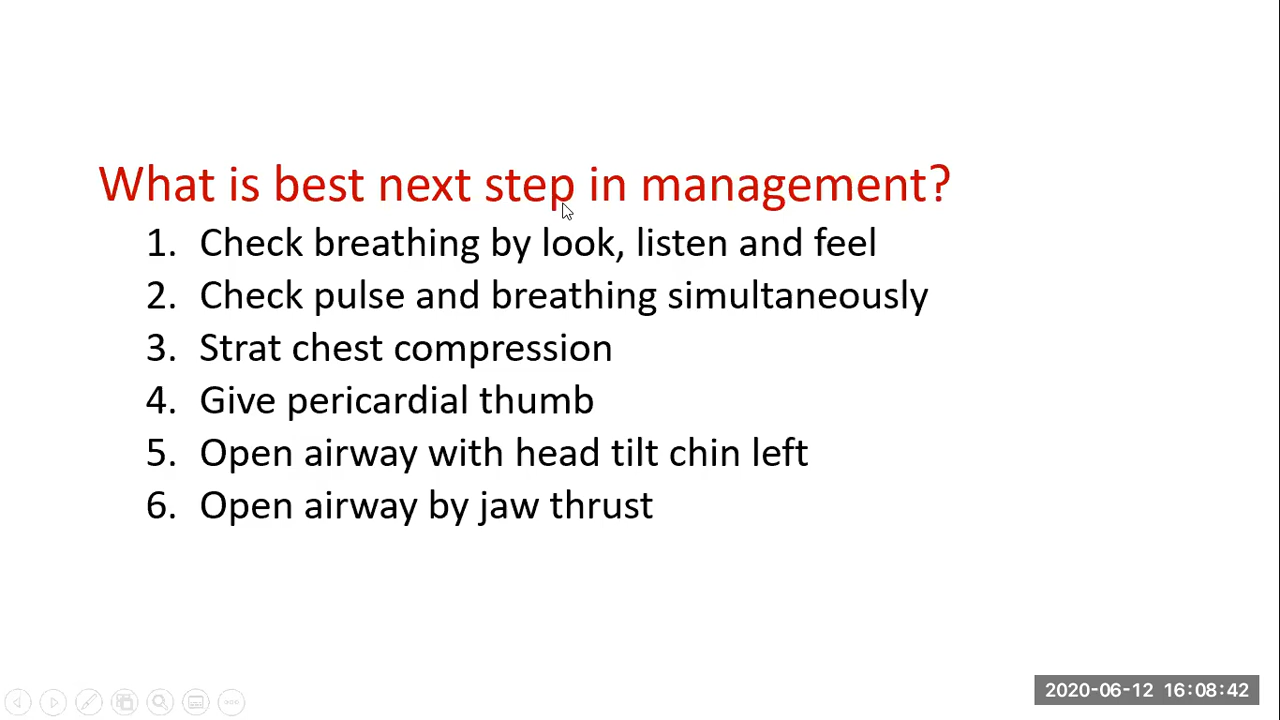 What is best next step in management?
1. Check breathing by look, listen and feel
2. Check pulse and breathing simultaneously
3. Strat chest compression
4. Give pericardial thumb
5. Open airway with head tilt chin left
6. Open airway by jaw thrust
2020-06-12 16:08:42